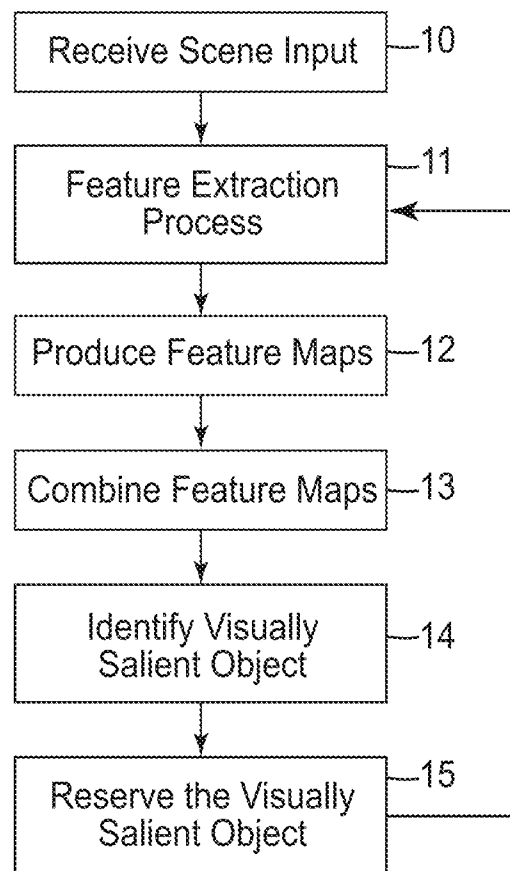 Receive Scene Input
10
Feature Extraction
Process
11
Produce Feature Maps
12
Combine Feature Maps
13
Identify Visually
Salient Object
14
Reserve the Visually
Salient Object
15